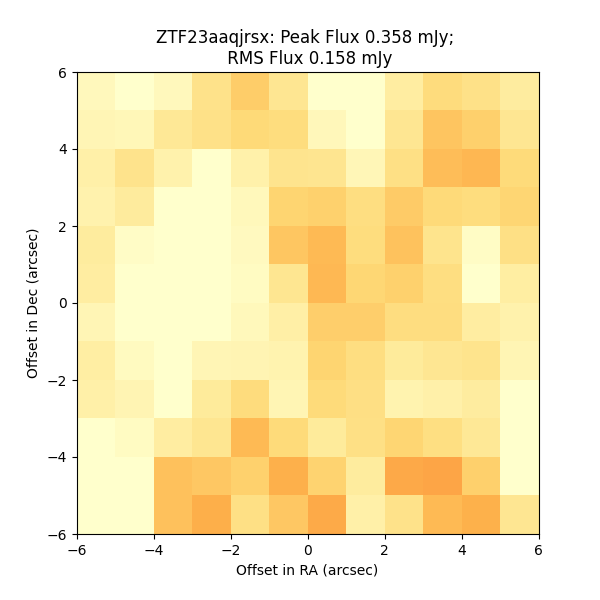 ZTF23aaqjrsx: Peak Flux 0.358 mJy;
RMS Flux 0.158 mJy
6
4
2
0
−2
−4
−6
Offset in Dec (arcsec)
−6 −4 −2 0 2 4 6
Offset in RA (arcsec)